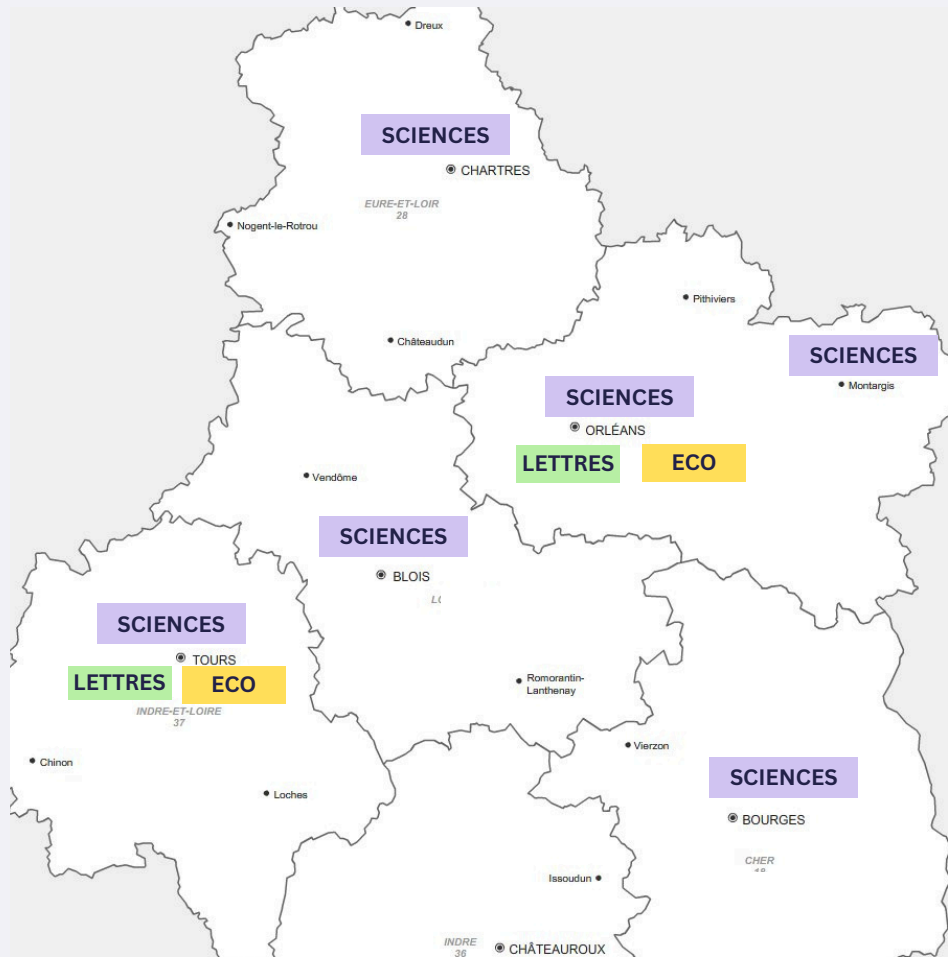 Dreux
SCIENCES
CHARTRES
EURE-ET-LOIR
28
Nogent-le-Rotrou
Pithiviers
Châteaudun
SCIENCES
Montargis
SCIENCES
ORLÉANS
LETTRES
ECO
Vendôme
SCIENCES
BLOIS
SCIENCES
TOURS
LETTRES
ECO
INDRE-ET-LOIRE
37
Romorantin-
Lanthenay
Vierzon
Chinon
Loches
SCIENCES
BOURGES
CHER
Issoudun
INDRE
36
CHÂTEAUROUX